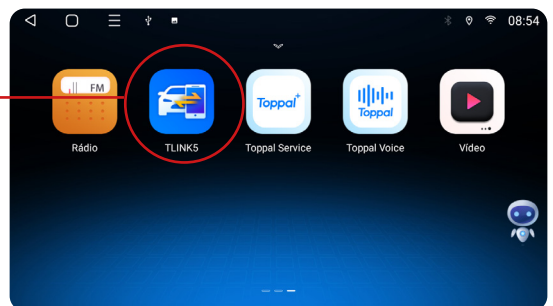 08:54
FM
Toppal+
Toppal
Rádio
TLINK5
Toppal Service
Toppal Voice
Vídeo